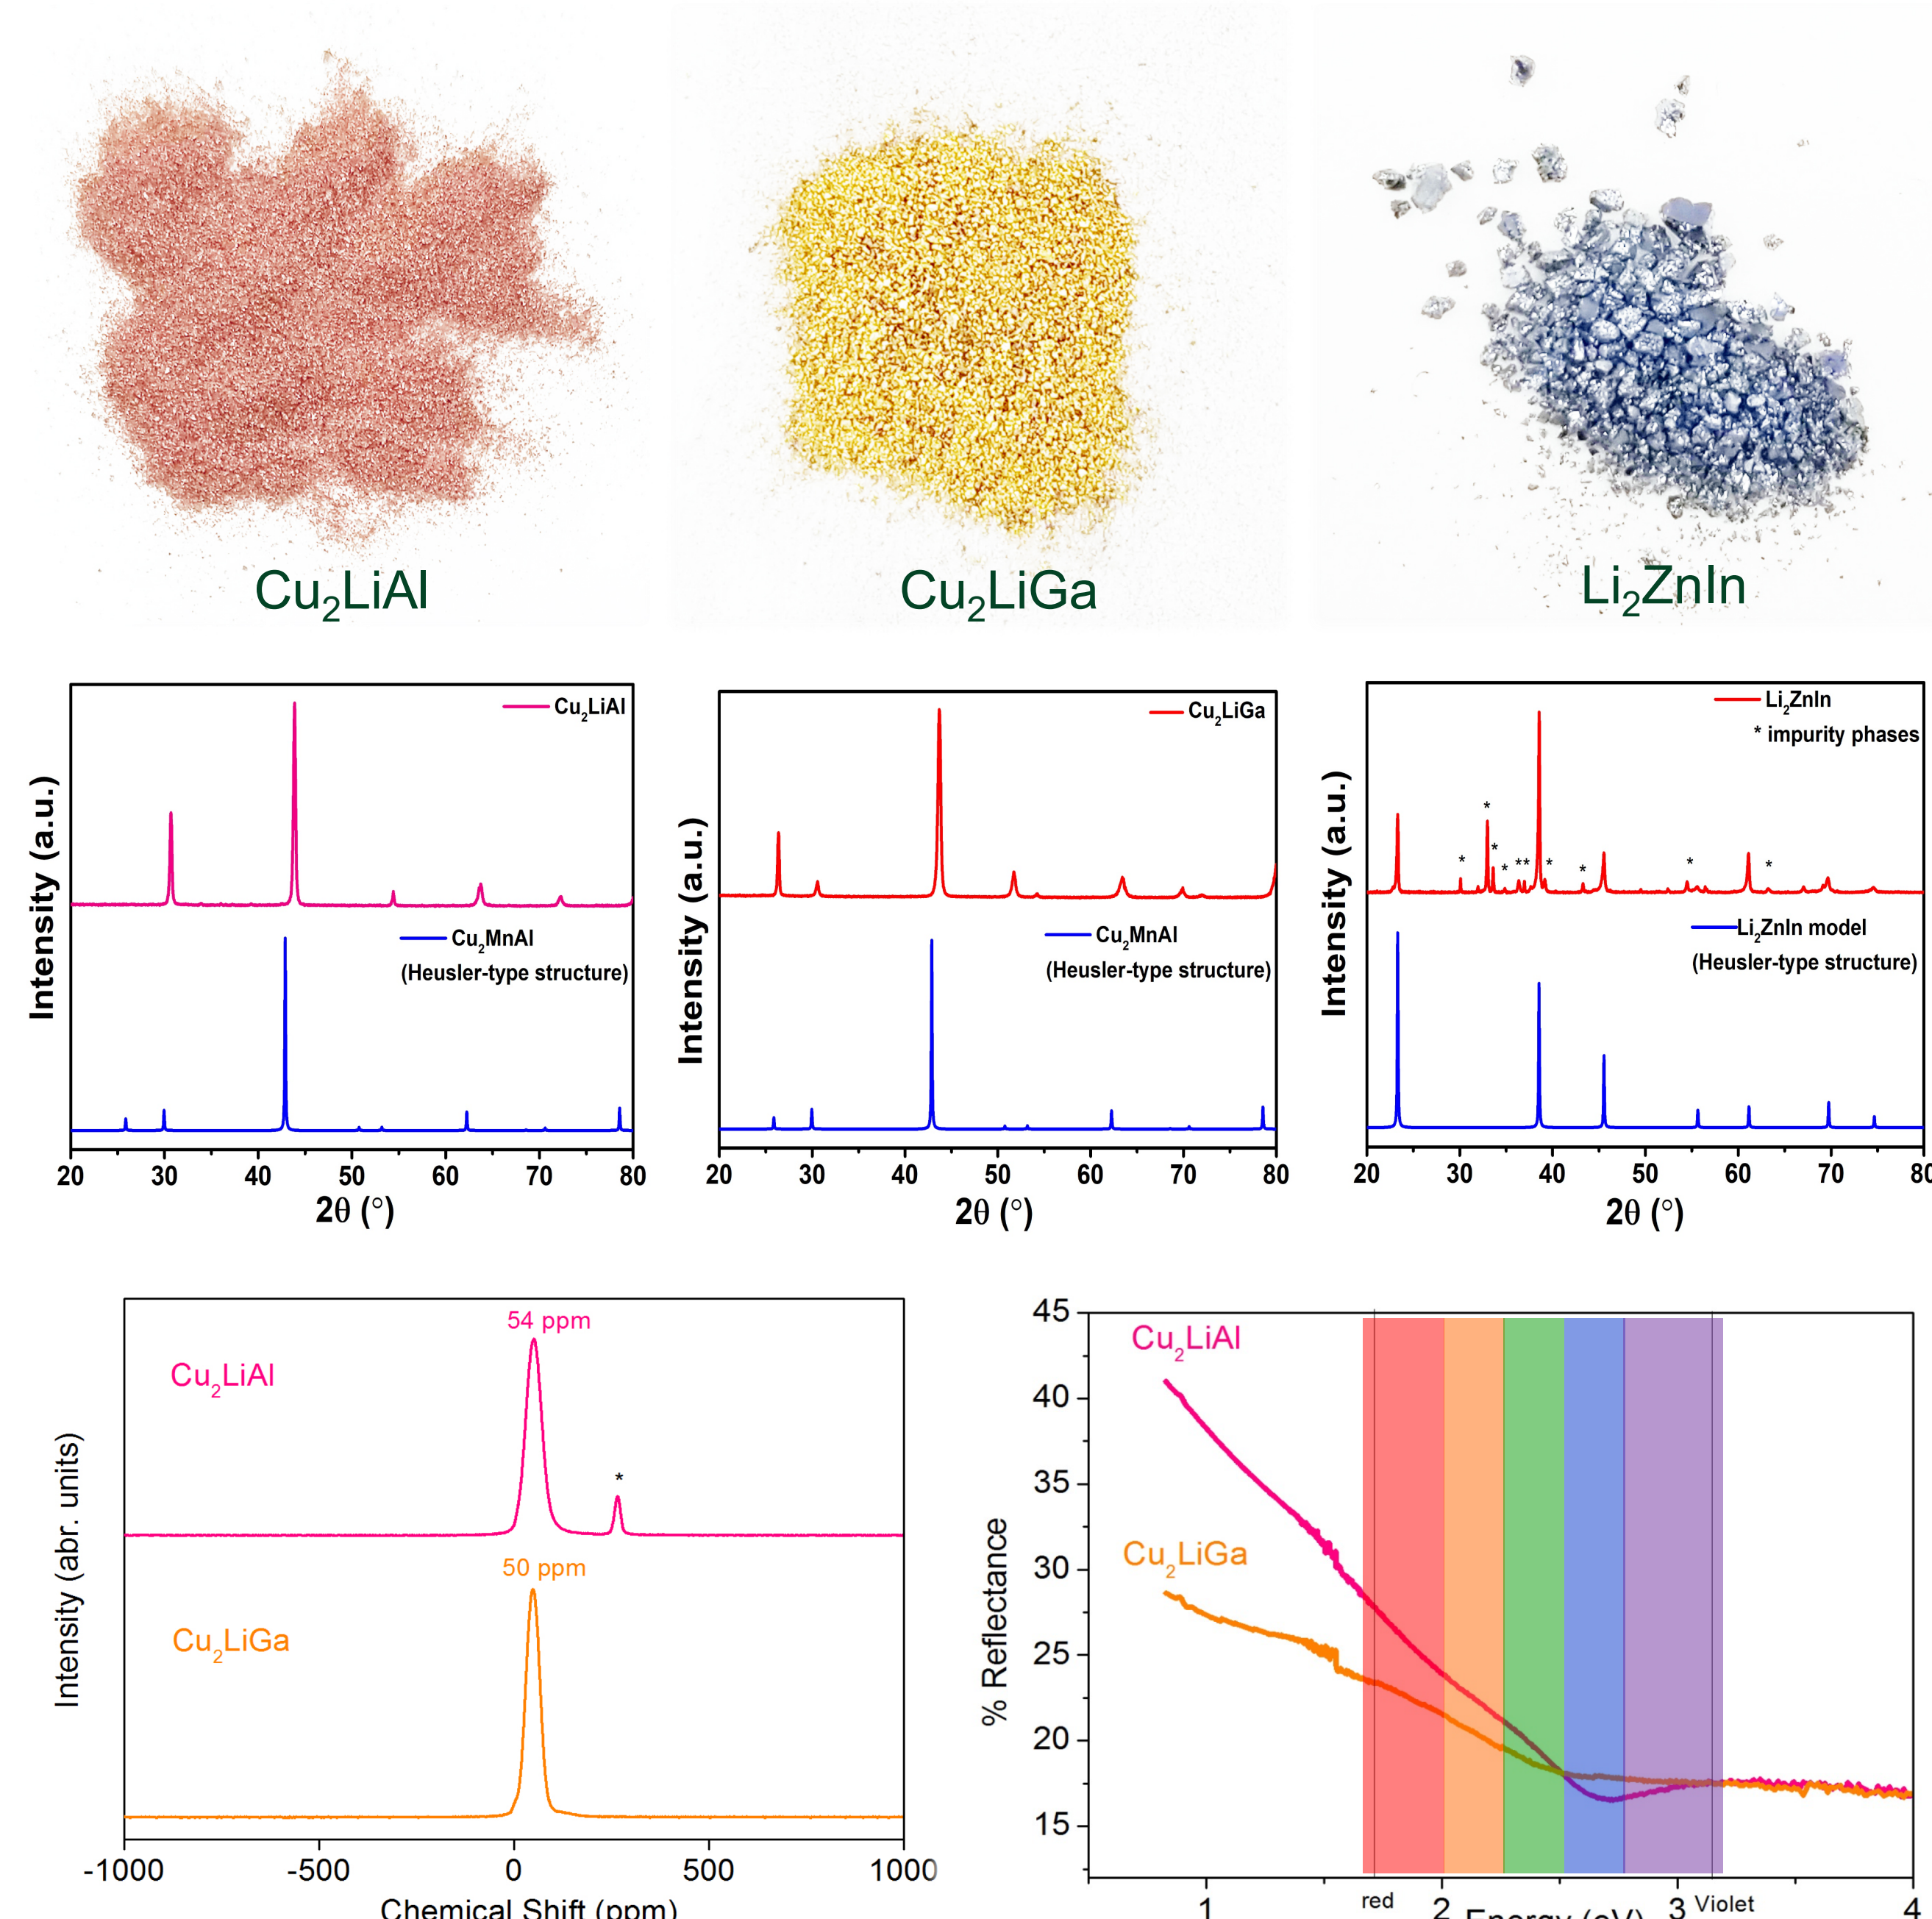 Cu₂LiAl
Cu₂LiGa
Li₂ZnIn
Intensity (a.u.)
Cu₂LiAl
Cu₂MnAl
(Heusler-type structure)
20 30 40 50 60 70 80
2θ (°)
Intensity (a.u.)
Cu₂LiGa
Cu₂MnAl
(Heusler-type structure)
20 30 40 50 60 70 80
2θ (°)
Intensity (a.u.)
Li₂ZnIn
* impurity phases
* * * * ** * * * *
Li₂ZnIn model
(Heusler-type structure)
20 30 40 50 60 70 80
2θ (°)
Intensity (abr. units)
54 ppm
Cu₂LiAl
*
50 ppm
Cu₂LiGa
-1000 -500 0 500 1000
Chemical Shift (ppm)
% Reflectance
45
40
35
30
25
20
15
Cu₂LiAl
Cu₂LiGa
1 red 2 3 Violet 4
Energy (eV)